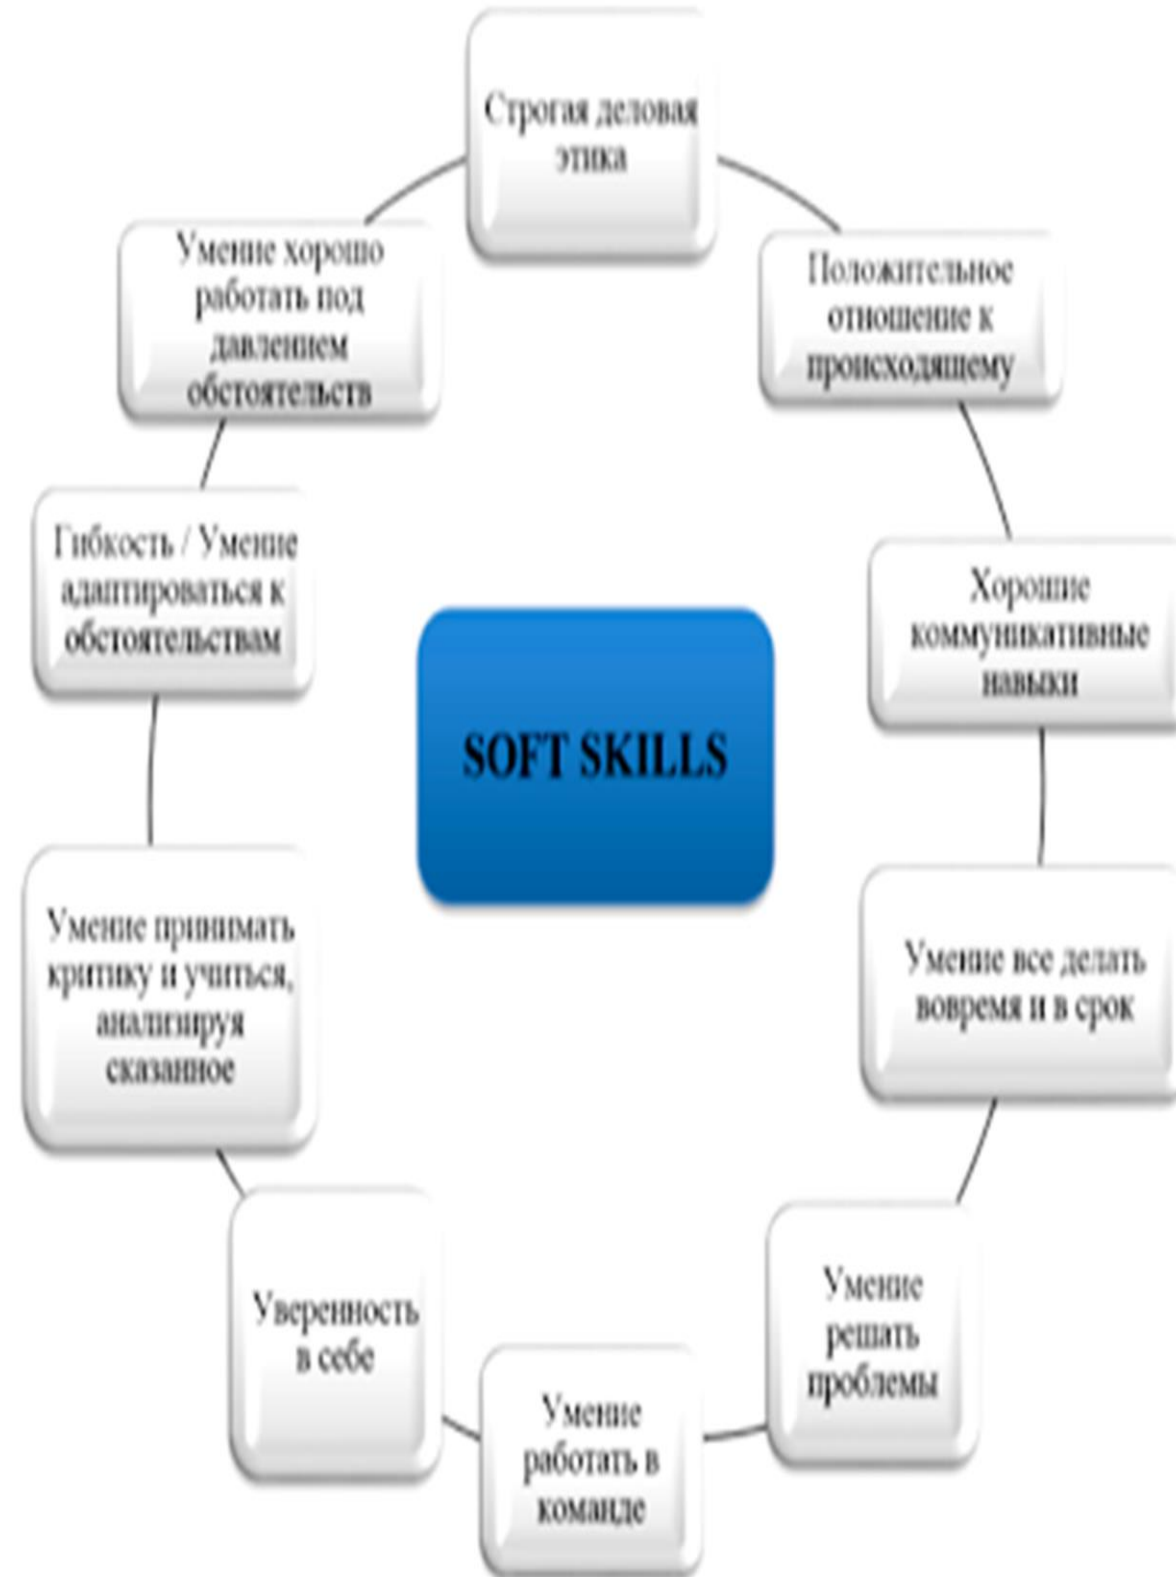 Строгая деловая
этика
Положительное
отношение к
происходящему
Хорошие
коммуникативные
навыки
Умение все делать
вовремя и в срок
Умение
решать
проблемы
Умение
работать в
команде
Уверенность
в себе
Умение принимать
критику и учиться,
анализируя
сказанное
Гибкость / Умение
адаптироваться к
обстоятельствам
Умение хорошо
работать под
давлением
обстоятельств
SOFT SKILLS